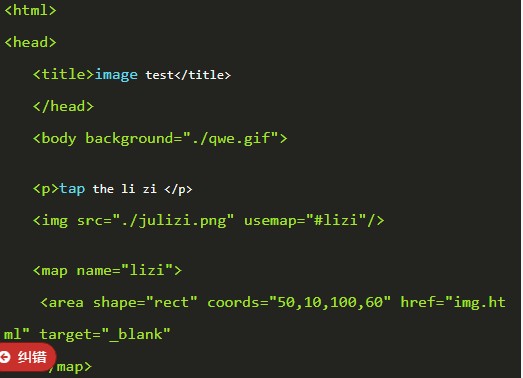 <html>
<head>
<title>image test</title>
</head>
<body background="./qwe.gif">
<p>tap the li zi </p>
<img src="./julizi.png" usemap="#lizi"/>
<map name="lizi">
<area shape="rect" coords="50,10,100,60" href="img.ht
ml" target="_blank"
纠错
/map>